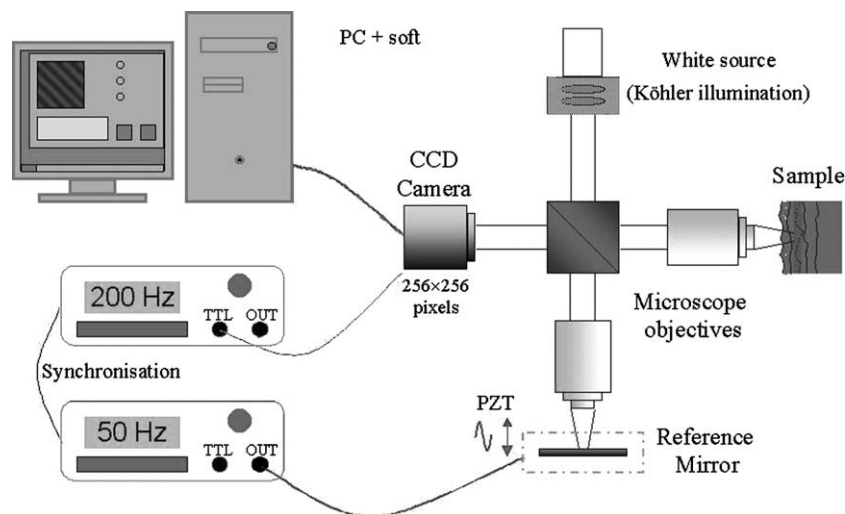 PC + soft
White source
(Köhler illumination)
CCD
Camera
Sample
256×256
pixels
200 Hz
TTL OUT
Microscope
objectives
Synchronisation
50 Hz
TTL OUT
PZT
Reference
Mirror